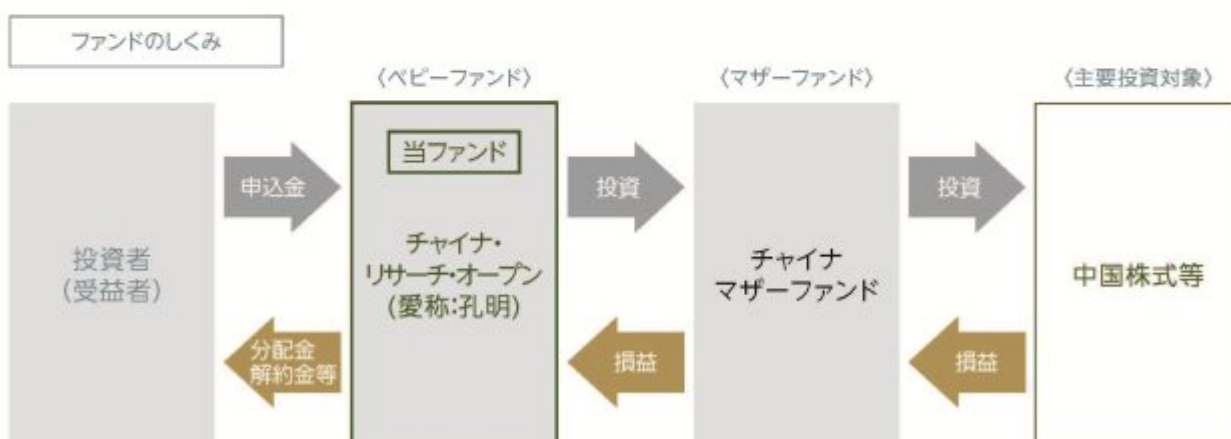 ファンドのしくみ
〈ベビーファンド〉
〈マザーファンド〉
〈主要投資対象〉
投資者
(受益者)
申込金
分配金
解約金等
当ファンド
チャイナ・
リサーチ・オープン
(愛称:孔明)
投資
損益
チャイナ
マザーファンド
投資
損益
中国株式等